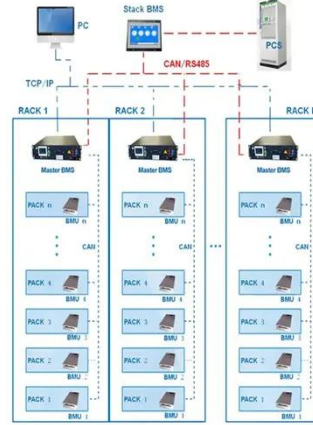 Stack BMS
PC
PCS
CAN/RS485
TCP/IP
RACK 1
RACK 2
RACK
Master BMS
Master BMS
Master BMS
PACK n
BMU n
PACK n
BMU n
PACK n
BMU n
CAN
CAN
CAN
PACK 4
BMU 4
PACK 4
BMU 4
PACK 4
BMU 4
PACK 3
BMU 3
PACK 3
BMU 3
PACK 3
BMU 3
PACK 2
BMU 2
PACK 2
BMU 2
PACK 2
BMU 2
PACK 1
BMU 1
PACK 1
BMU 1
PACK 1
BMU 1